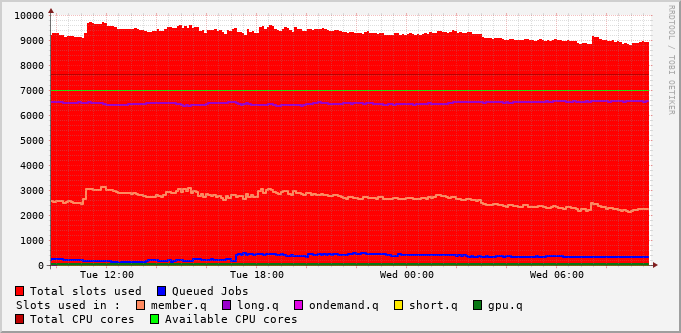 10000
9000
8000
7000
6000
5000
4000
3000
2000
1000
0
Tue 12:00 Tue 18:00 Wed 00:00 Wed 06:00
RRDTOOL / TOBI OETIKER
Total slots used Queued Jobs
Slots used in : member.q long.q ondemand.q short.q gpu.q
Total CPU cores Available CPU cores